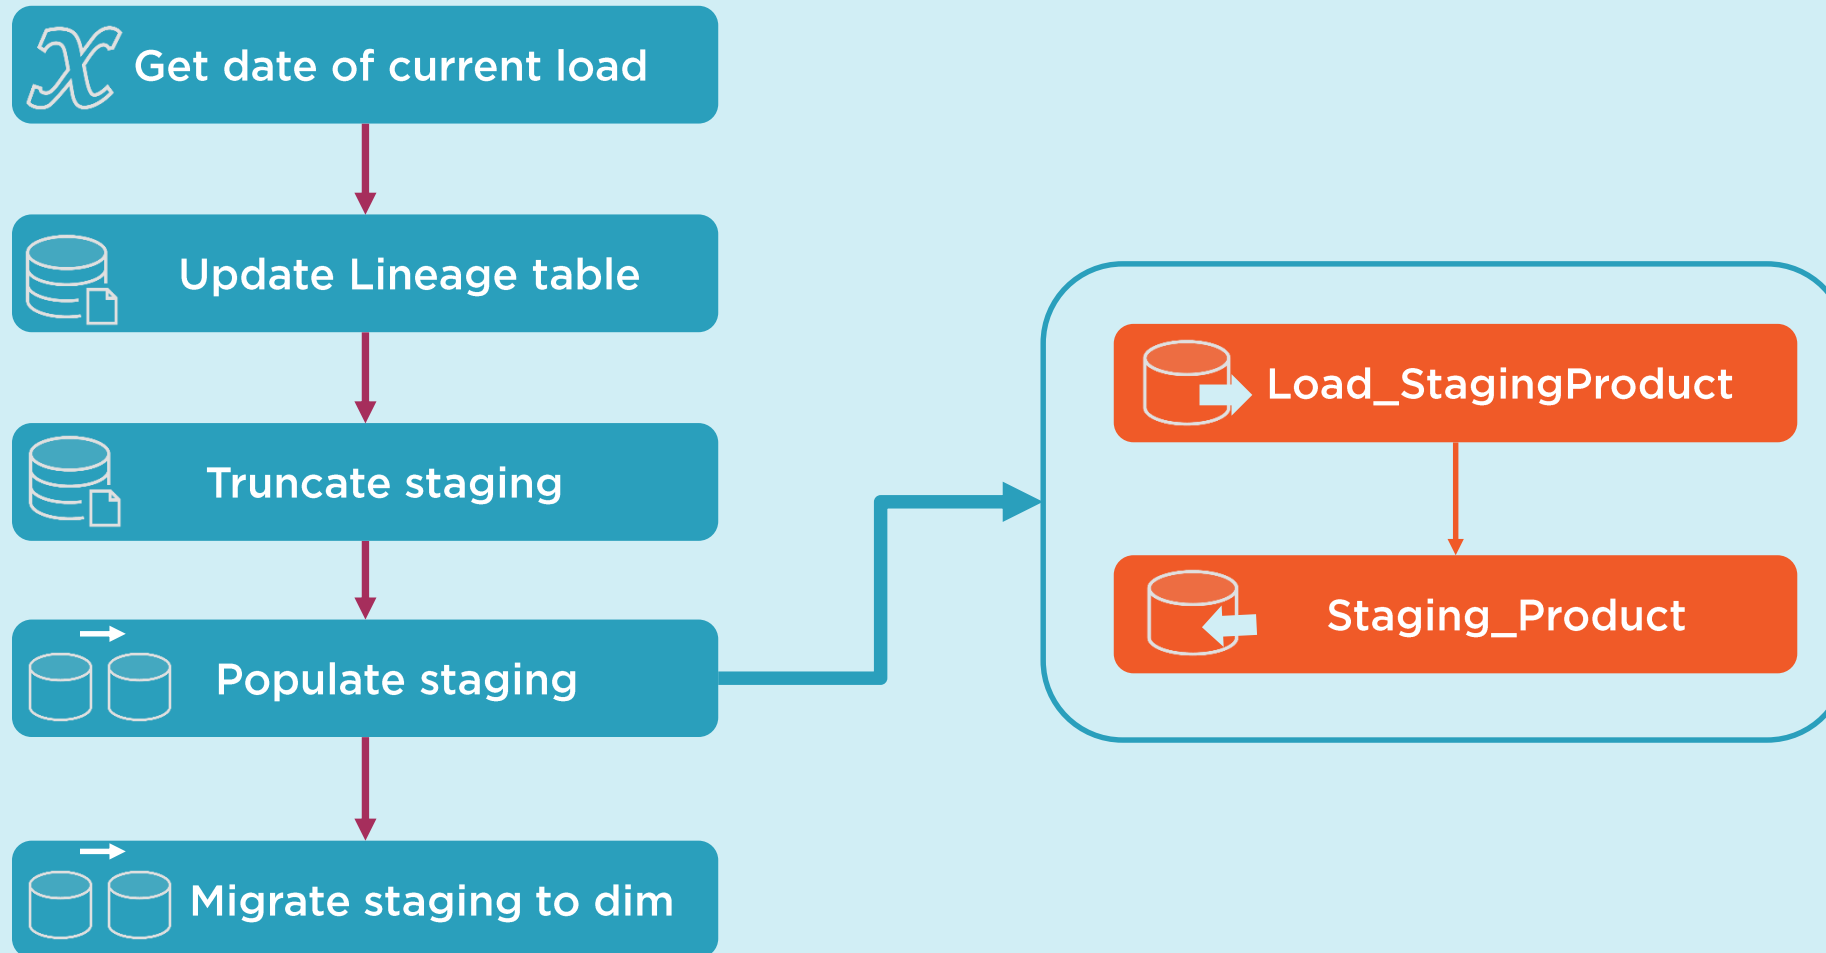 Get date of current load
Update Lineage table
Truncate staging
Populate staging
Migrate staging to dim
Load_StagingProduct
Staging_Product